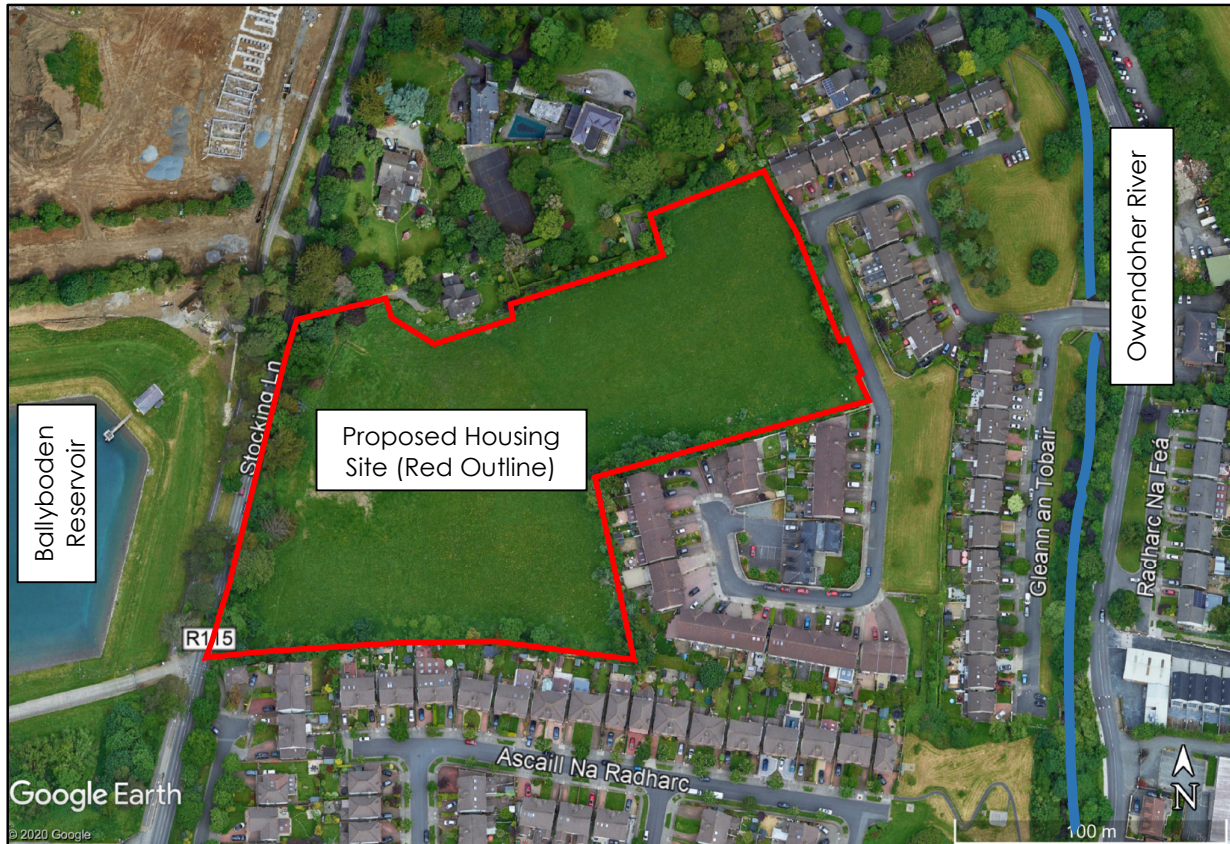 Stocking Ln
Ballyboden
Reservoir
Proposed Housing
Site (Red Outline)
Owendoher River
R115
Gleann an Tobair
Radharc Na Feá
Ascaill Na Radharc
Google Earth
© 2020 Google
N
100 m